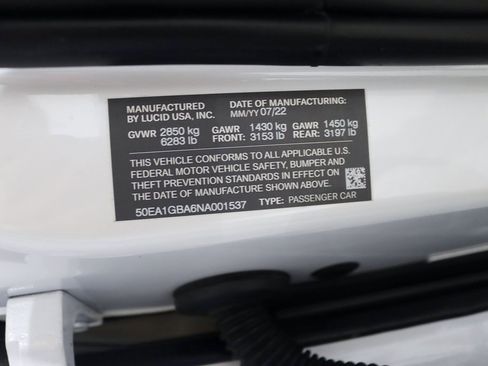 MANUFACTURED BY LUCID USA, INC.
DATE OF MANUFACTURING: MM/YY 07/22
GVWR 2850 kg 6283 lb
GAWR FRONT: 1430 kg 3153 lb
GAWR REAR: 1450 kg 3197 lb
THIS VEHICLE CONFORMS TO ALL APPLICABLE U.S.
FEDERAL MOTOR VEHICLE SAFETY, BUMPER AND
THEFT PREVENTION STANDARDS IN EFFECT ON
THE DATE OF MANUFACTURE SHOWN ABOVE.
50EA1GBA6NA001537 TYPE: PASSENGER CAR